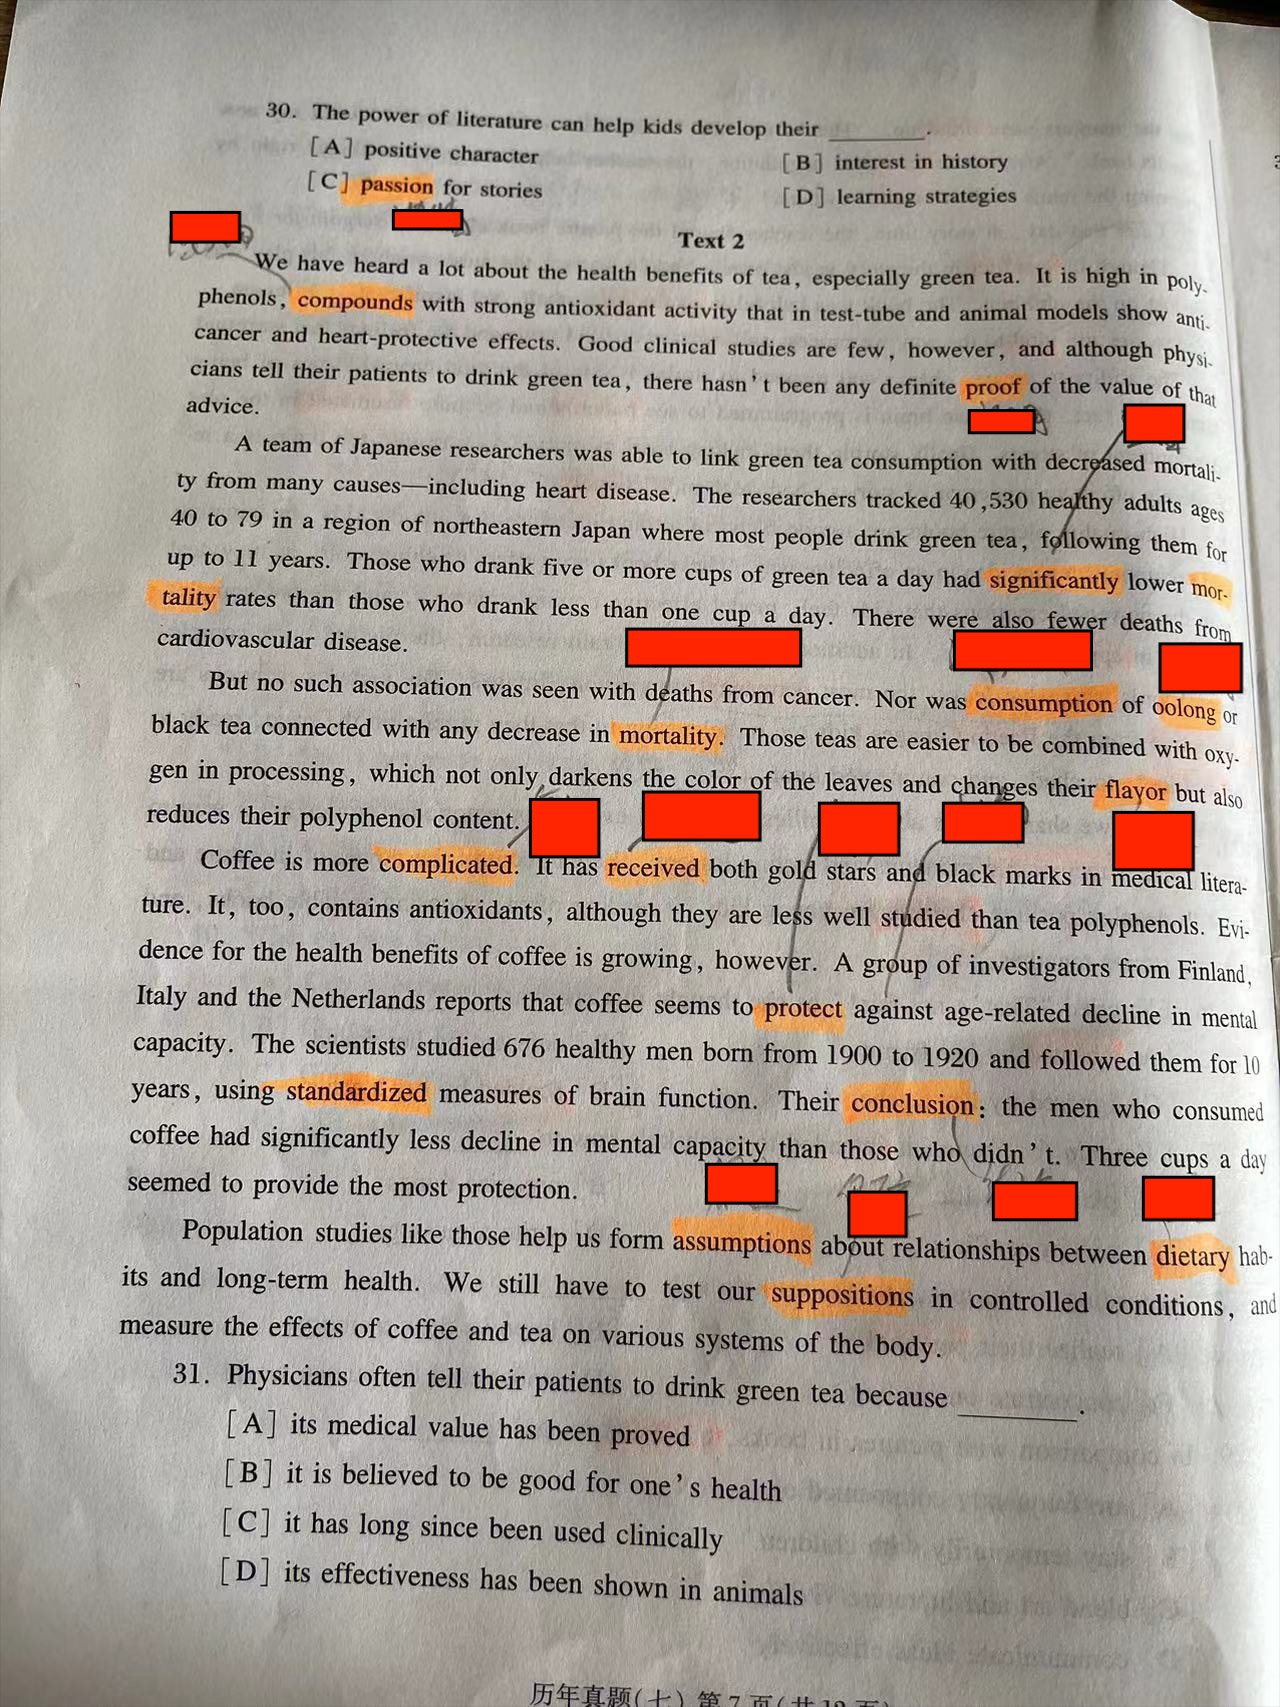 30. The power of literature can help kids develop their ________.
[A] positive character [B] interest in history
[C] passion for stories [D] learning strategies
Text 2
We have heard a lot about the health benefits of tea, especially green tea. It is high in poly-
phenols, compounds with strong antioxidant activity that in test-tube and animal models show anti-
cancer and heart-protective effects. Good clinical studies are few, however, and although physi-
cians tell their patients to drink green tea, there hasn't been any definite proof of the value of that
advice.
A team of Japanese researchers was able to link green tea consumption with decreased mortali-
ty from many causes—including heart disease. The researchers tracked 40,530 healthy adults ages
40 to 79 in a region of northeastern Japan where most people drink green tea, following them for
up to 11 years. Those who drank five or more cups of green tea a day had significantly lower mor-
tality rates than those who drank less than one cup a day. There were also fewer deaths from
cardiovascular disease.
But no such association was seen with deaths from cancer. Nor was consumption of oolong or
black tea connected with any decrease in mortality. Those teas are easier to be combined with oxy-
gen in processing, which not only darkens the color of the leaves and changes their flavor but also
reduces their polyphenol content.
Coffee is more complicated. It has received both gold stars and black marks in medical litera-
ture. It, too, contains antioxidants, although they are less well studied than tea polyphenols. Evi-
dence for the health benefits of coffee is growing, however. A group of investigators from Finland,
Italy and the Netherlands reports that coffee seems to protect against age-related decline in mental
capacity. The scientists studied 676 healthy men born from 1900 to 1920 and followed them for 10
years, using standardized measures of brain function. Their conclusion: the men who consumed
coffee had significantly less decline in mental capacity than those who didn't. Three cups a day
seemed to provide the most protection.
Population studies like those help us form assumptions about relationships between dietary hab-
its and long-term health. We still have to test our suppositions in controlled conditions, and
measure the effects of coffee and tea on various systems of the body.
31. Physicians often tell their patients to drink green tea because ________.
[A] its medical value has been proved
[B] it is believed to be good for one's health
[C] it has long since been used clinically
[D] its effectiveness has been shown in animals
历年真题(七) 第7页(共12页)